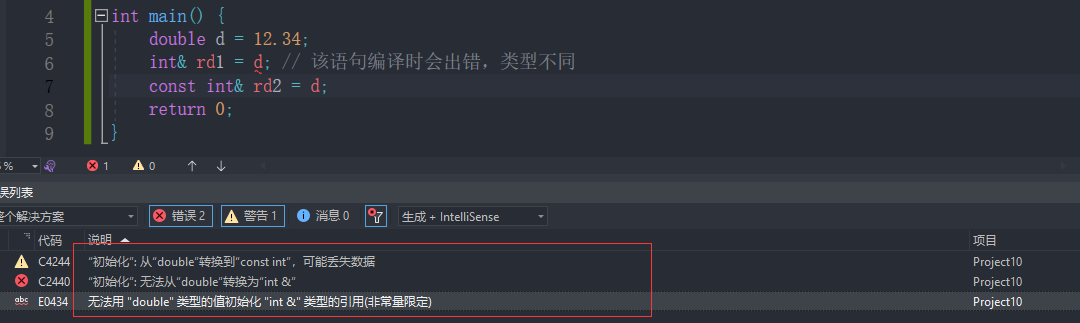 4 int main() {
5 double d = 12.34;
6 int& rd1 = d; // 该语句编译时会出错，类型不同
7 const int& rd2 = d;
8 return 0;
9 }
% 1 0 ↑ ↓
误列表
整个解决方案 错误 2 警告 1 消息 0 生成 + IntelliSense
代码 说明 项目
C4244 “初始化”: 从“double”转换到“const int”，可能丢失数据 Project10
C2440 “初始化”: 无法从“double”转换为“int &” Project10
abc E0434 无法用 "double" 类型的值初始化 "int &" 类型的引用(非常量限定) Project10